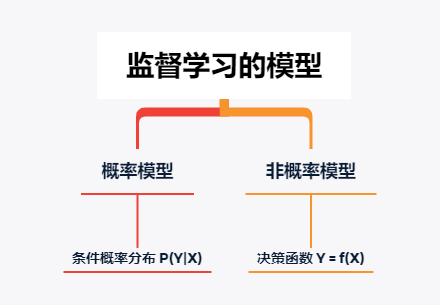 监督学习的模型
概率模型
非概率模型
条件概率分布 P(Y|X)
决策函数 Y = f(X)